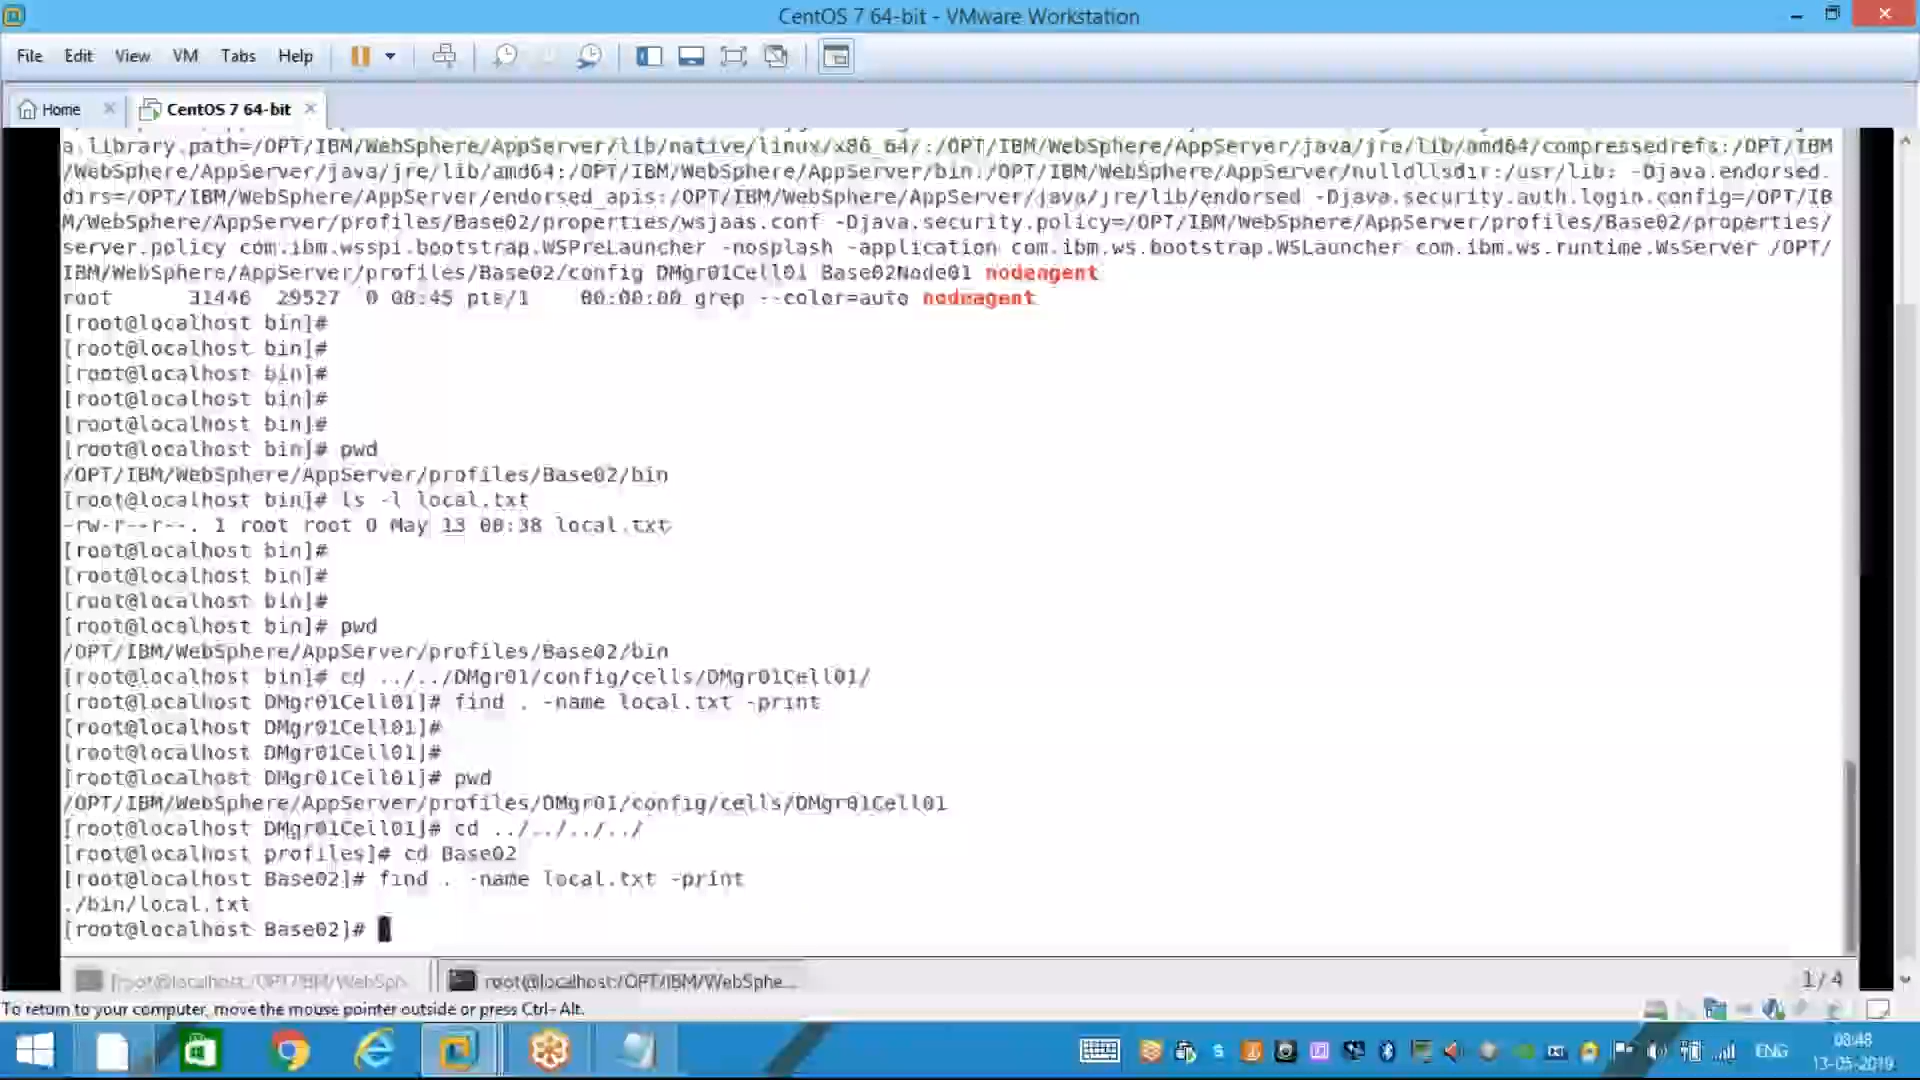 CentOS 7 64-bit - VMware Workstation
File Edit View VM Tabs Help
Home
CentOS 7 64-bit
a.library.path=/OPT/IBM/WebSphere/AppServer/lib/native/linux/x86_64/:/OPT/IBM/WebSphere/AppServer/java/jre/lib/amd64/compressedrefs:/OPT/IBM
/WebSphere/AppServer/java/jre/lib/amd64:/OPT/IBM/WebSphere/AppServer/bin:/OPT/IBM/WebSphere/AppServer/nulldllsdir:/usr/lib: -Djava.endorsed.
dirs=/OPT/IBM/WebSphere/AppServer/endorsed_apis:/OPT/IBM/WebSphere/AppServer/java/jre/lib/endorsed -Djava.security.auth.login.config=/OPT/IB
M/WebSphere/AppServer/profiles/Base02/properties/wsjaas.conf -Djava.security.policy=/OPT/IBM/WebSphere/AppServer/profiles/Base02/properties/
server.policy com.ibm.wsspi.bootstrap.WSPreLauncher -nosplash -application com.ibm.ws.bootstrap.WSLauncher com.ibm.ws.runtime.WsServer /OPT/
IBM/WebSphere/AppServer/profiles/Base02/config DMgr01Cell01 Base02Node01 nodeagent
root 31446 29527 0 08:45 pts/1 00:00:00 grep --color=auto nodeagent
[root@localhost bin]#
[root@localhost bin]#
[root@localhost bin]#
[root@localhost bin]#
[root@localhost bin]#
[root@localhost bin]# pwd
/OPT/IBM/WebSphere/AppServer/profiles/Base02/bin
[root@localhost bin]# ls -l local.txt
-rw-r--r--. 1 root root 0 May 13 08:38 local.txt
[root@localhost bin]#
[root@localhost bin]#
[root@localhost bin]#
[root@localhost bin]# pwd
/OPT/IBM/WebSphere/AppServer/profiles/Base02/bin
[root@localhost bin]# cd ../../DMgr01/config/cells/DMgr01Cell01/
[root@localhost DMgr01Cell01]# find . -name local.txt -print
[root@localhost DMgr01Cell01]#
[root@localhost DMgr01Cell01]#
[root@localhost DMgr01Cell01]# pwd
/OPT/IBM/WebSphere/AppServer/profiles/DMgr01/config/cells/DMgr01Cell01
[root@localhost DMgr01Cell01]# cd ../../../../
[root@localhost profiles]# cd Base02
[root@localhost Base02]# find . -name local.txt -print
./bin/local.txt
[root@localhost Base02]#
[root@localhost:/OPT/IBM/WebSph...
root@localhost:/OPT/IBM/WebSphe...
1 / 4
To return to your computer, move the mouse pointer outside or press Ctrl+Alt.
ENG
08:48
13-05-2019